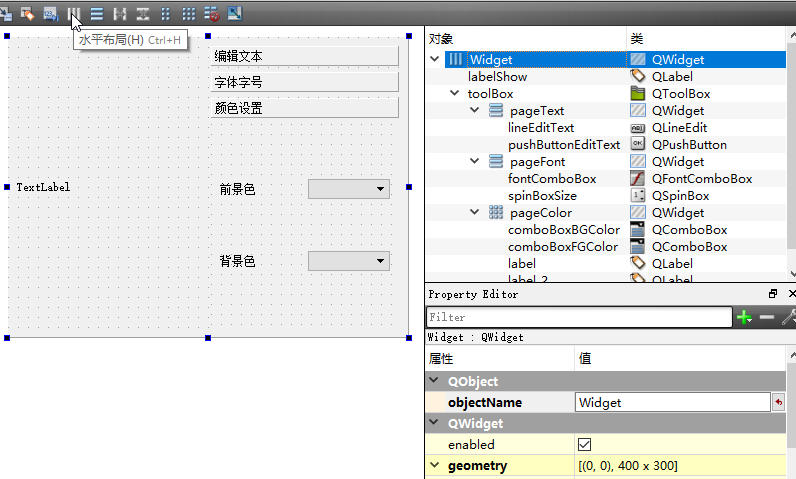 水平布局(H) Ctrl+H
编辑文本
字体字号
颜色设置
TextLabel
前景色
背景色
对象 类
Widget QWidget
labelShow QLabel
toolBox QToolBox
pageText QWidget
lineEditText QLineEdit
pushButtonEditText QPushButton
pageFont QWidget
fontComboBox QFontComboBox
spinBoxSize QSpinBox
pageColor QWidget
comboBoxBGColor QComboBox
comboBoxFGColor QComboBox
label QLabel
label_2 QLabel
Property Editor
Filter
Widget : QWidget
属性 值
QObject
objectName Widget
QWidget
enabled
geometry [(0, 0), 400 x 300]